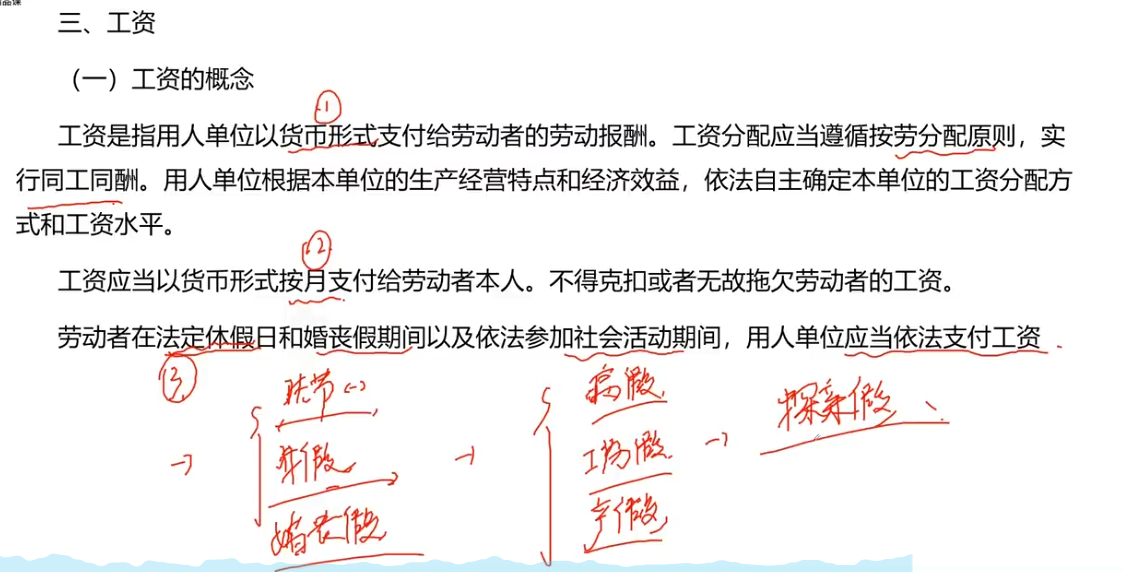 三、工资
（一）工资的概念
1
工资是指用人单位以货币形式支付给劳动者的劳动报酬。工资分配应当遵循按劳分配原则，实
行同工同酬。用人单位根据本单位的生产经营特点和经济效益，依法自主确定本单位的工资分配方
式和工资水平。
2
工资应当以货币形式按月支付给劳动者本人。不得克扣或者无故拖欠劳动者的工资。
劳动者在法定休假日和婚丧假期间以及依法参加社会活动期间，用人单位应当依法支付工资
3
年假
婚丧假
病假
工伤假
产假
探亲假